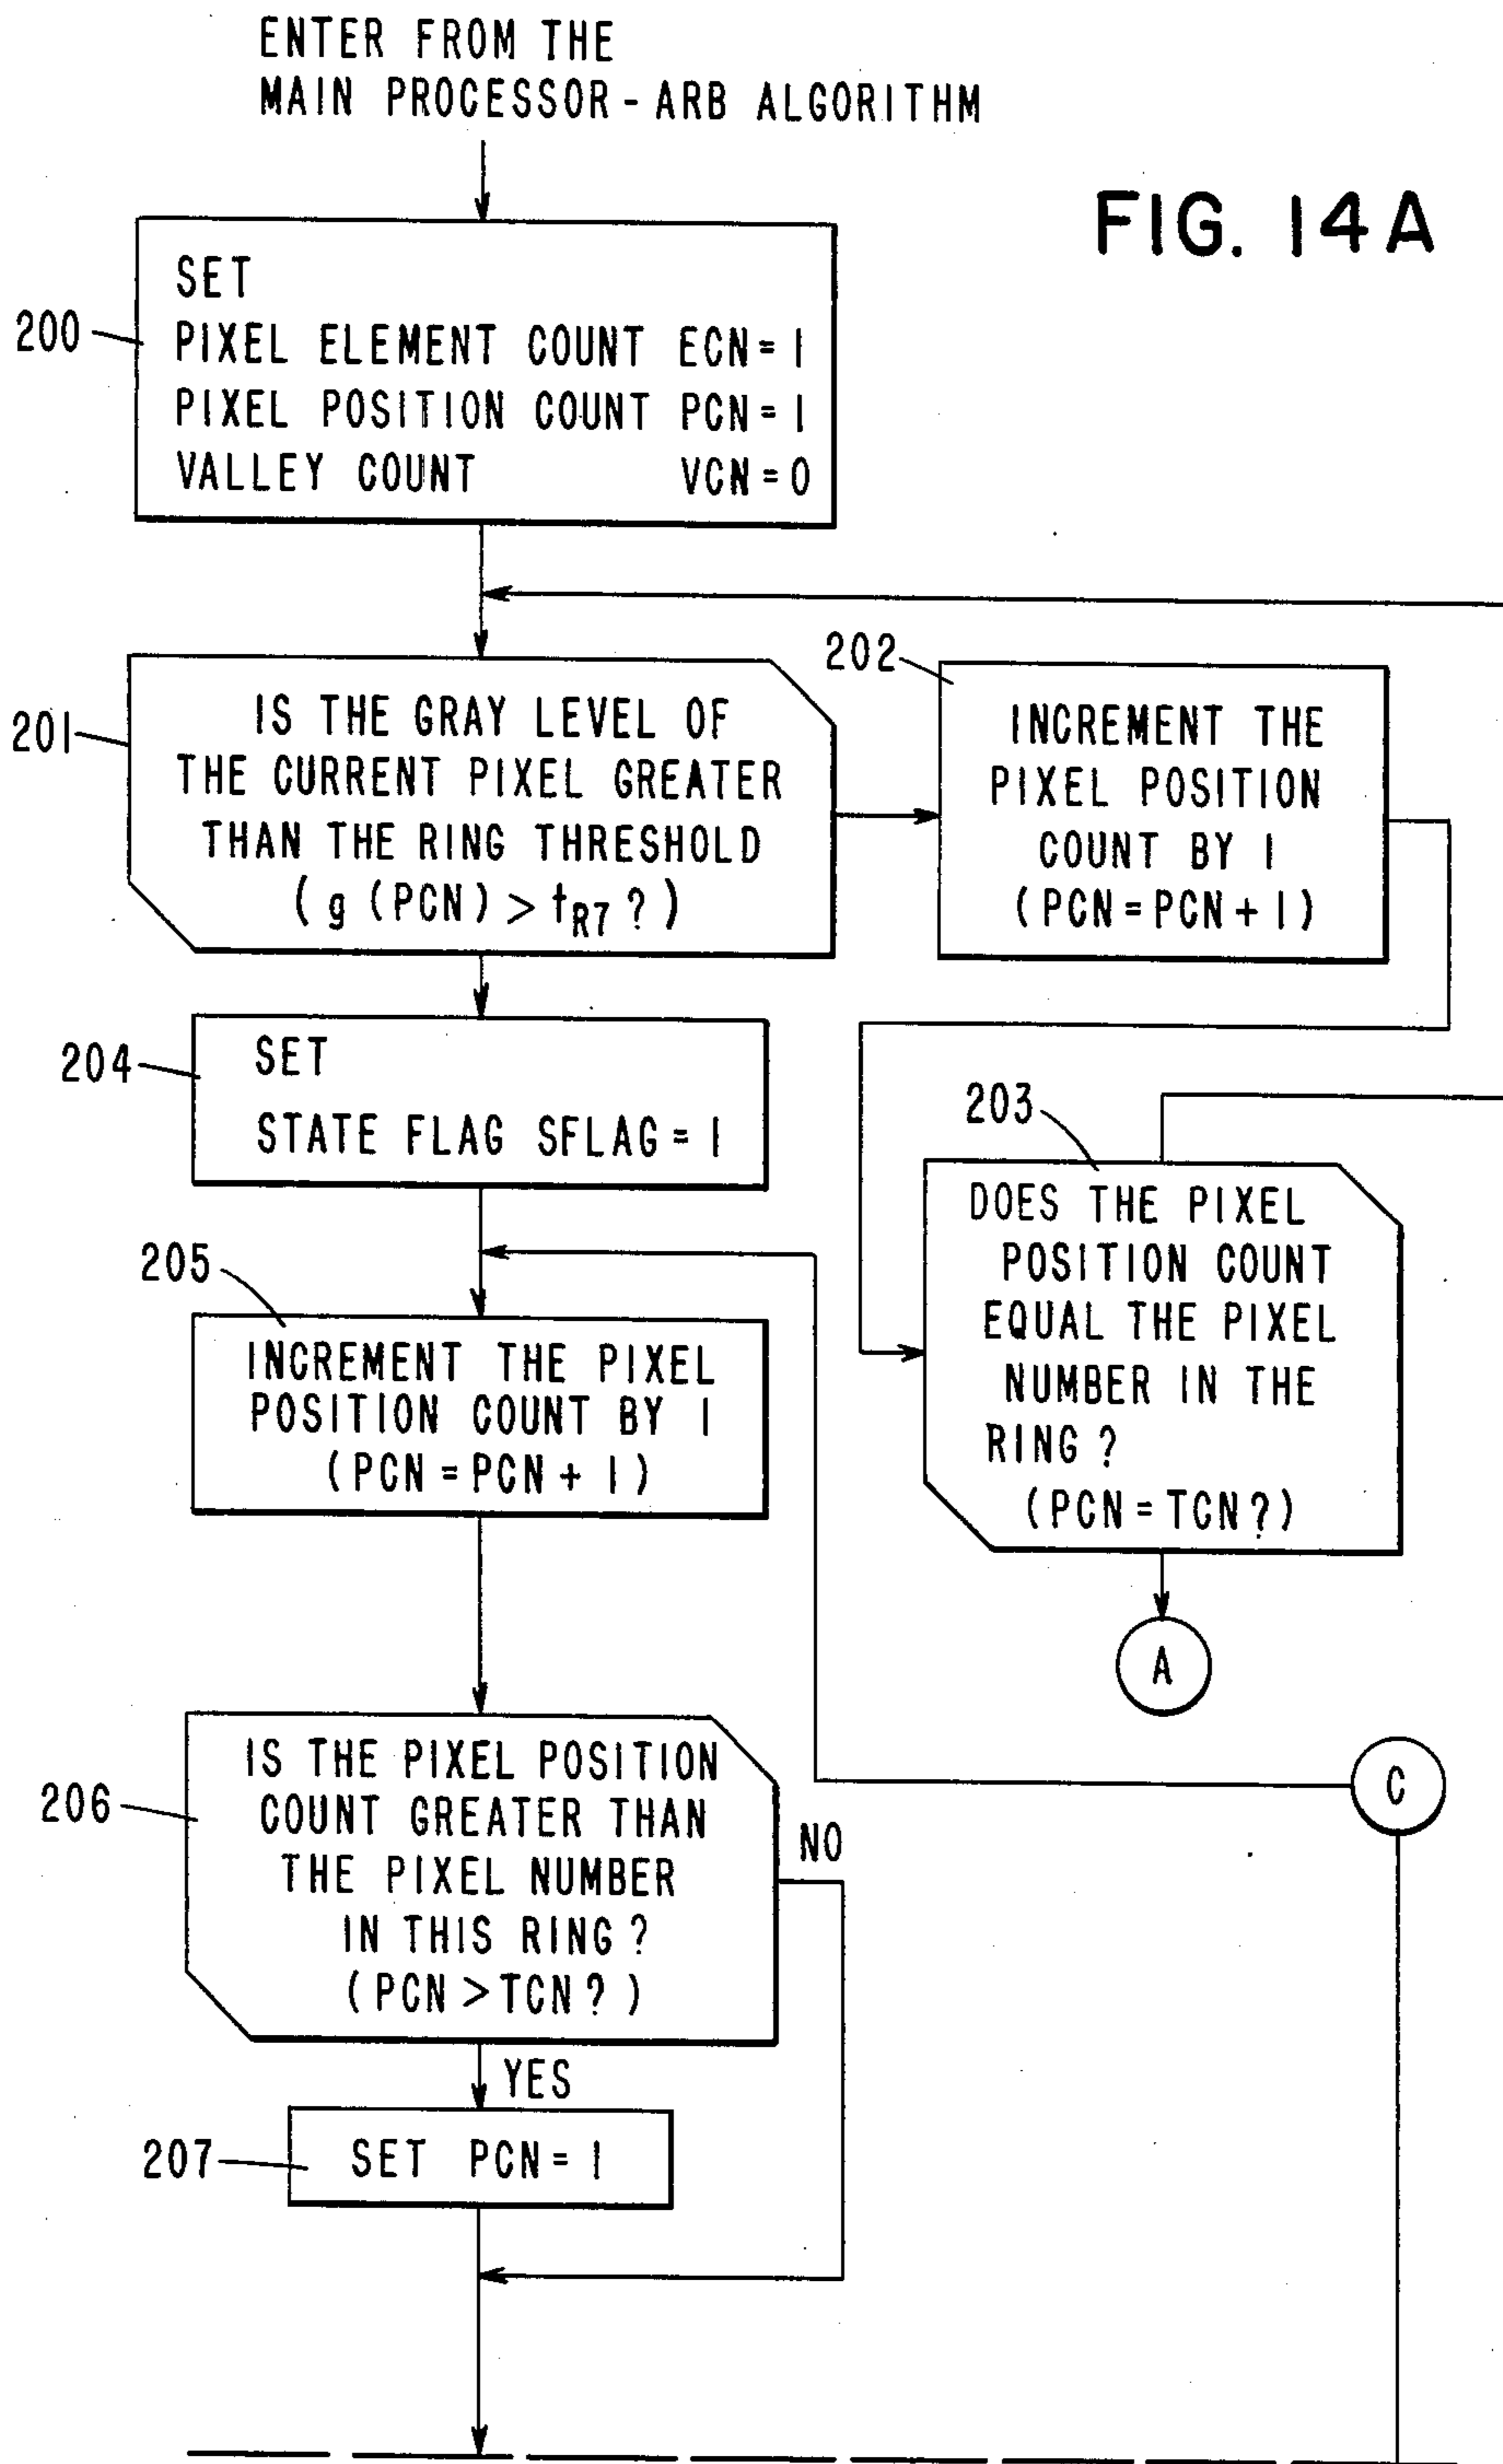 ENTER FROM THE
MAIN PROCESSOR - ARB ALGORITHM
FIG. 14A
200
SET
PIXEL ELEMENT COUNT ECN = 1
PIXEL POSITION COUNT PCN = 1
VALLEY COUNT VCN = 0
201
IS THE GRAY LEVEL OF
THE CURRENT PIXEL GREATER
THAN THE RING THRESHOLD
( g (PCN) > tR7 ? )
202
INCREMENT THE
PIXEL POSITION
COUNT BY 1
( PCN = PCN + 1 )
204
SET
STATE FLAG SFLAG = 1
203
DOES THE PIXEL
POSITION COUNT
EQUAL THE PIXEL
NUMBER IN THE
RING ?
( PCN = TCN ? )
A
205
INCREMENT THE PIXEL
POSITION COUNT BY 1
( PCN = PCN + 1 )
206
IS THE PIXEL POSITION
COUNT GREATER THAN
THE PIXEL NUMBER
IN THIS RING ?
( PCN > TCN ? )
NO
C
YES
207
SET PCN = 1